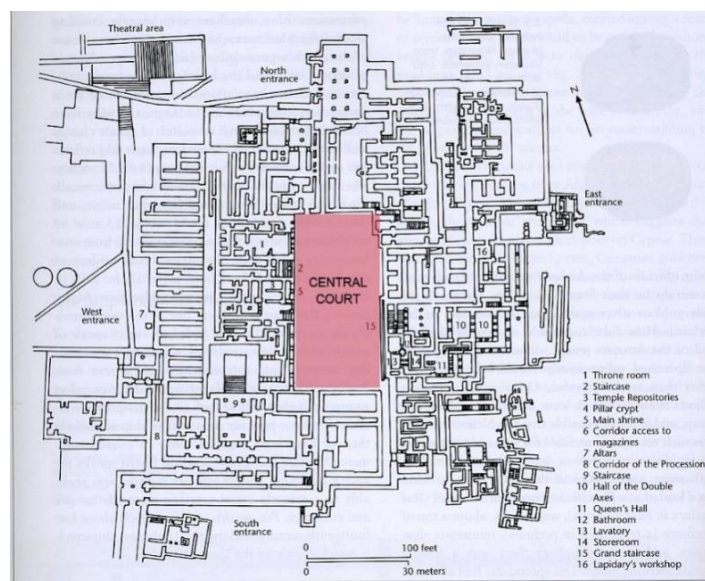 Theatral area
North
entrance
N
East
entrance
1
2
6
CENTRAL
COURT
5
16
West
entrance
7
15
10
10
11
9
8
South
entrance
1 Throne room
2 Staircase
3 Temple Repositories
4 Pillar crypt
5 Main shrine
6 Corridor access to
magazines
7 Altars
8 Corridor of the Procession
9 Staircase
10 Hall of the Double
Axes
11 Queen's Hall
12 Bathroom
13 Lavatory
14 Storeroom
15 Grand staircase
16 Lapidary's workshop
0 100 feet
0 30 meters